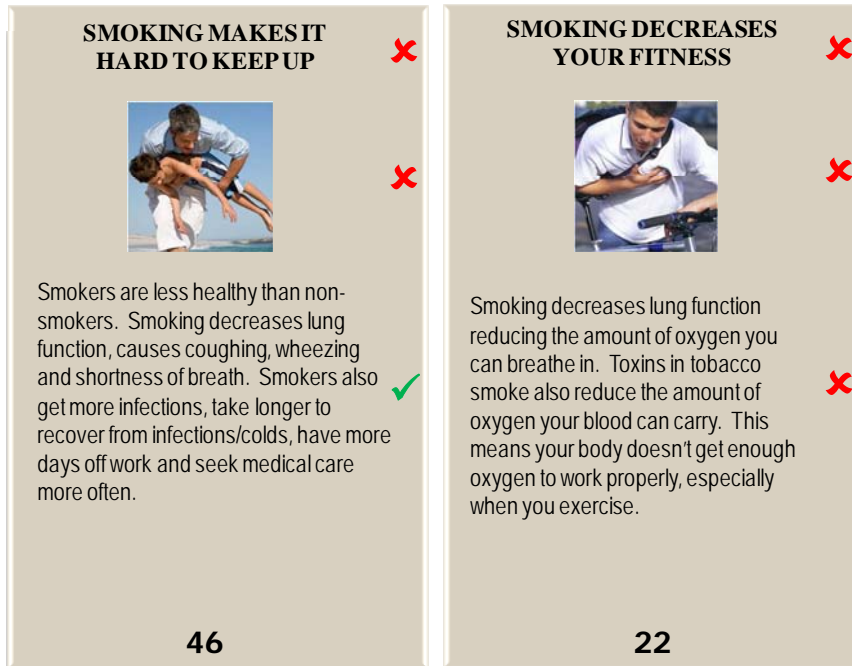 SMOKING MAKES IT
HARD TO KEEP UP
Smokers are less healthy than non-
smokers. Smoking decreases lung
function, causes coughing, wheezing
and shortness of breath. Smokers also
get more infections, take longer to
recover from infections/colds, have more
days off work and seek medical care
more often.
46
SMOKING DECREASES
YOUR FITNESS
Smoking decreases lung function
reducing the amount of oxygen you
can breathe in. Toxins in tobacco
smoke also reduce the amount of
oxygen your blood can carry. This
means your body doesn't get enough
oxygen to work properly, especially
when you exercise.
22